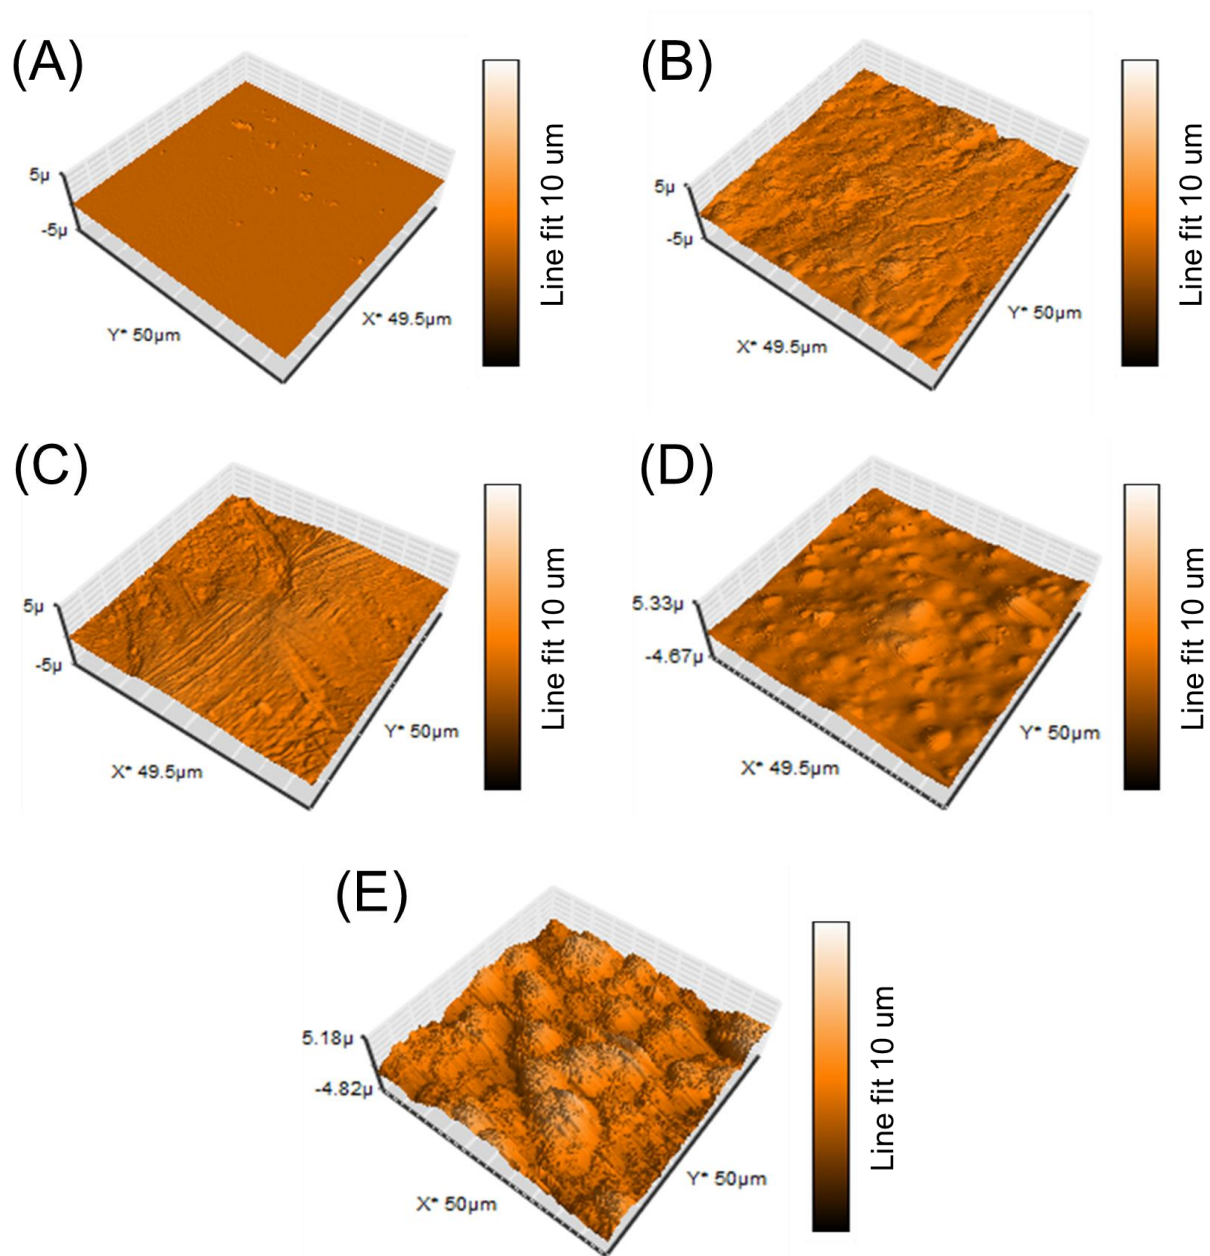 (A)
5µ
-5µ
Y* 50µm
X* 49.5µm
Line fit 10 um
(B)
5µ
-5µ
X* 49.5µm
Y* 50µm
Line fit 10 um
(C)
5µ
-5µ
X* 49.5µm
Y* 50µm
Line fit 10 um
(D)
5.33µ
-4.67µ
X* 49.5µm
Y* 50µm
Line fit 10 um
(E)
5.18µ
-4.82µ
X* 50µm
Y* 50µm
Line fit 10 um